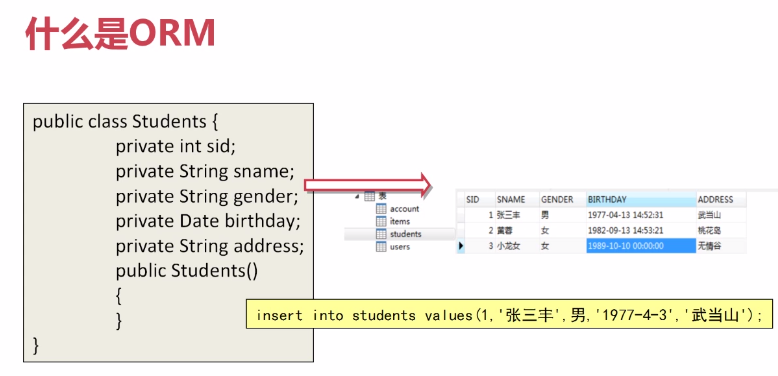 什么是ORM
public class Students {
private int sid;
private String sname;
private String gender;
private Date birthday;
private String address;
public Students()
{
}
}
表
account
items
students
users
SID SNAME GENDER BIRTHDAY ADDRESS
1 张三丰 男 1977-04-13 14:52:31 武当山
2 黄蓉 女 1982-09-13 14:53:21 桃花岛
3 小龙女 女 1989-10-10 00:00:00 无情谷
insert into students values(1,'张三丰',男,'1977-4-3','武当山');